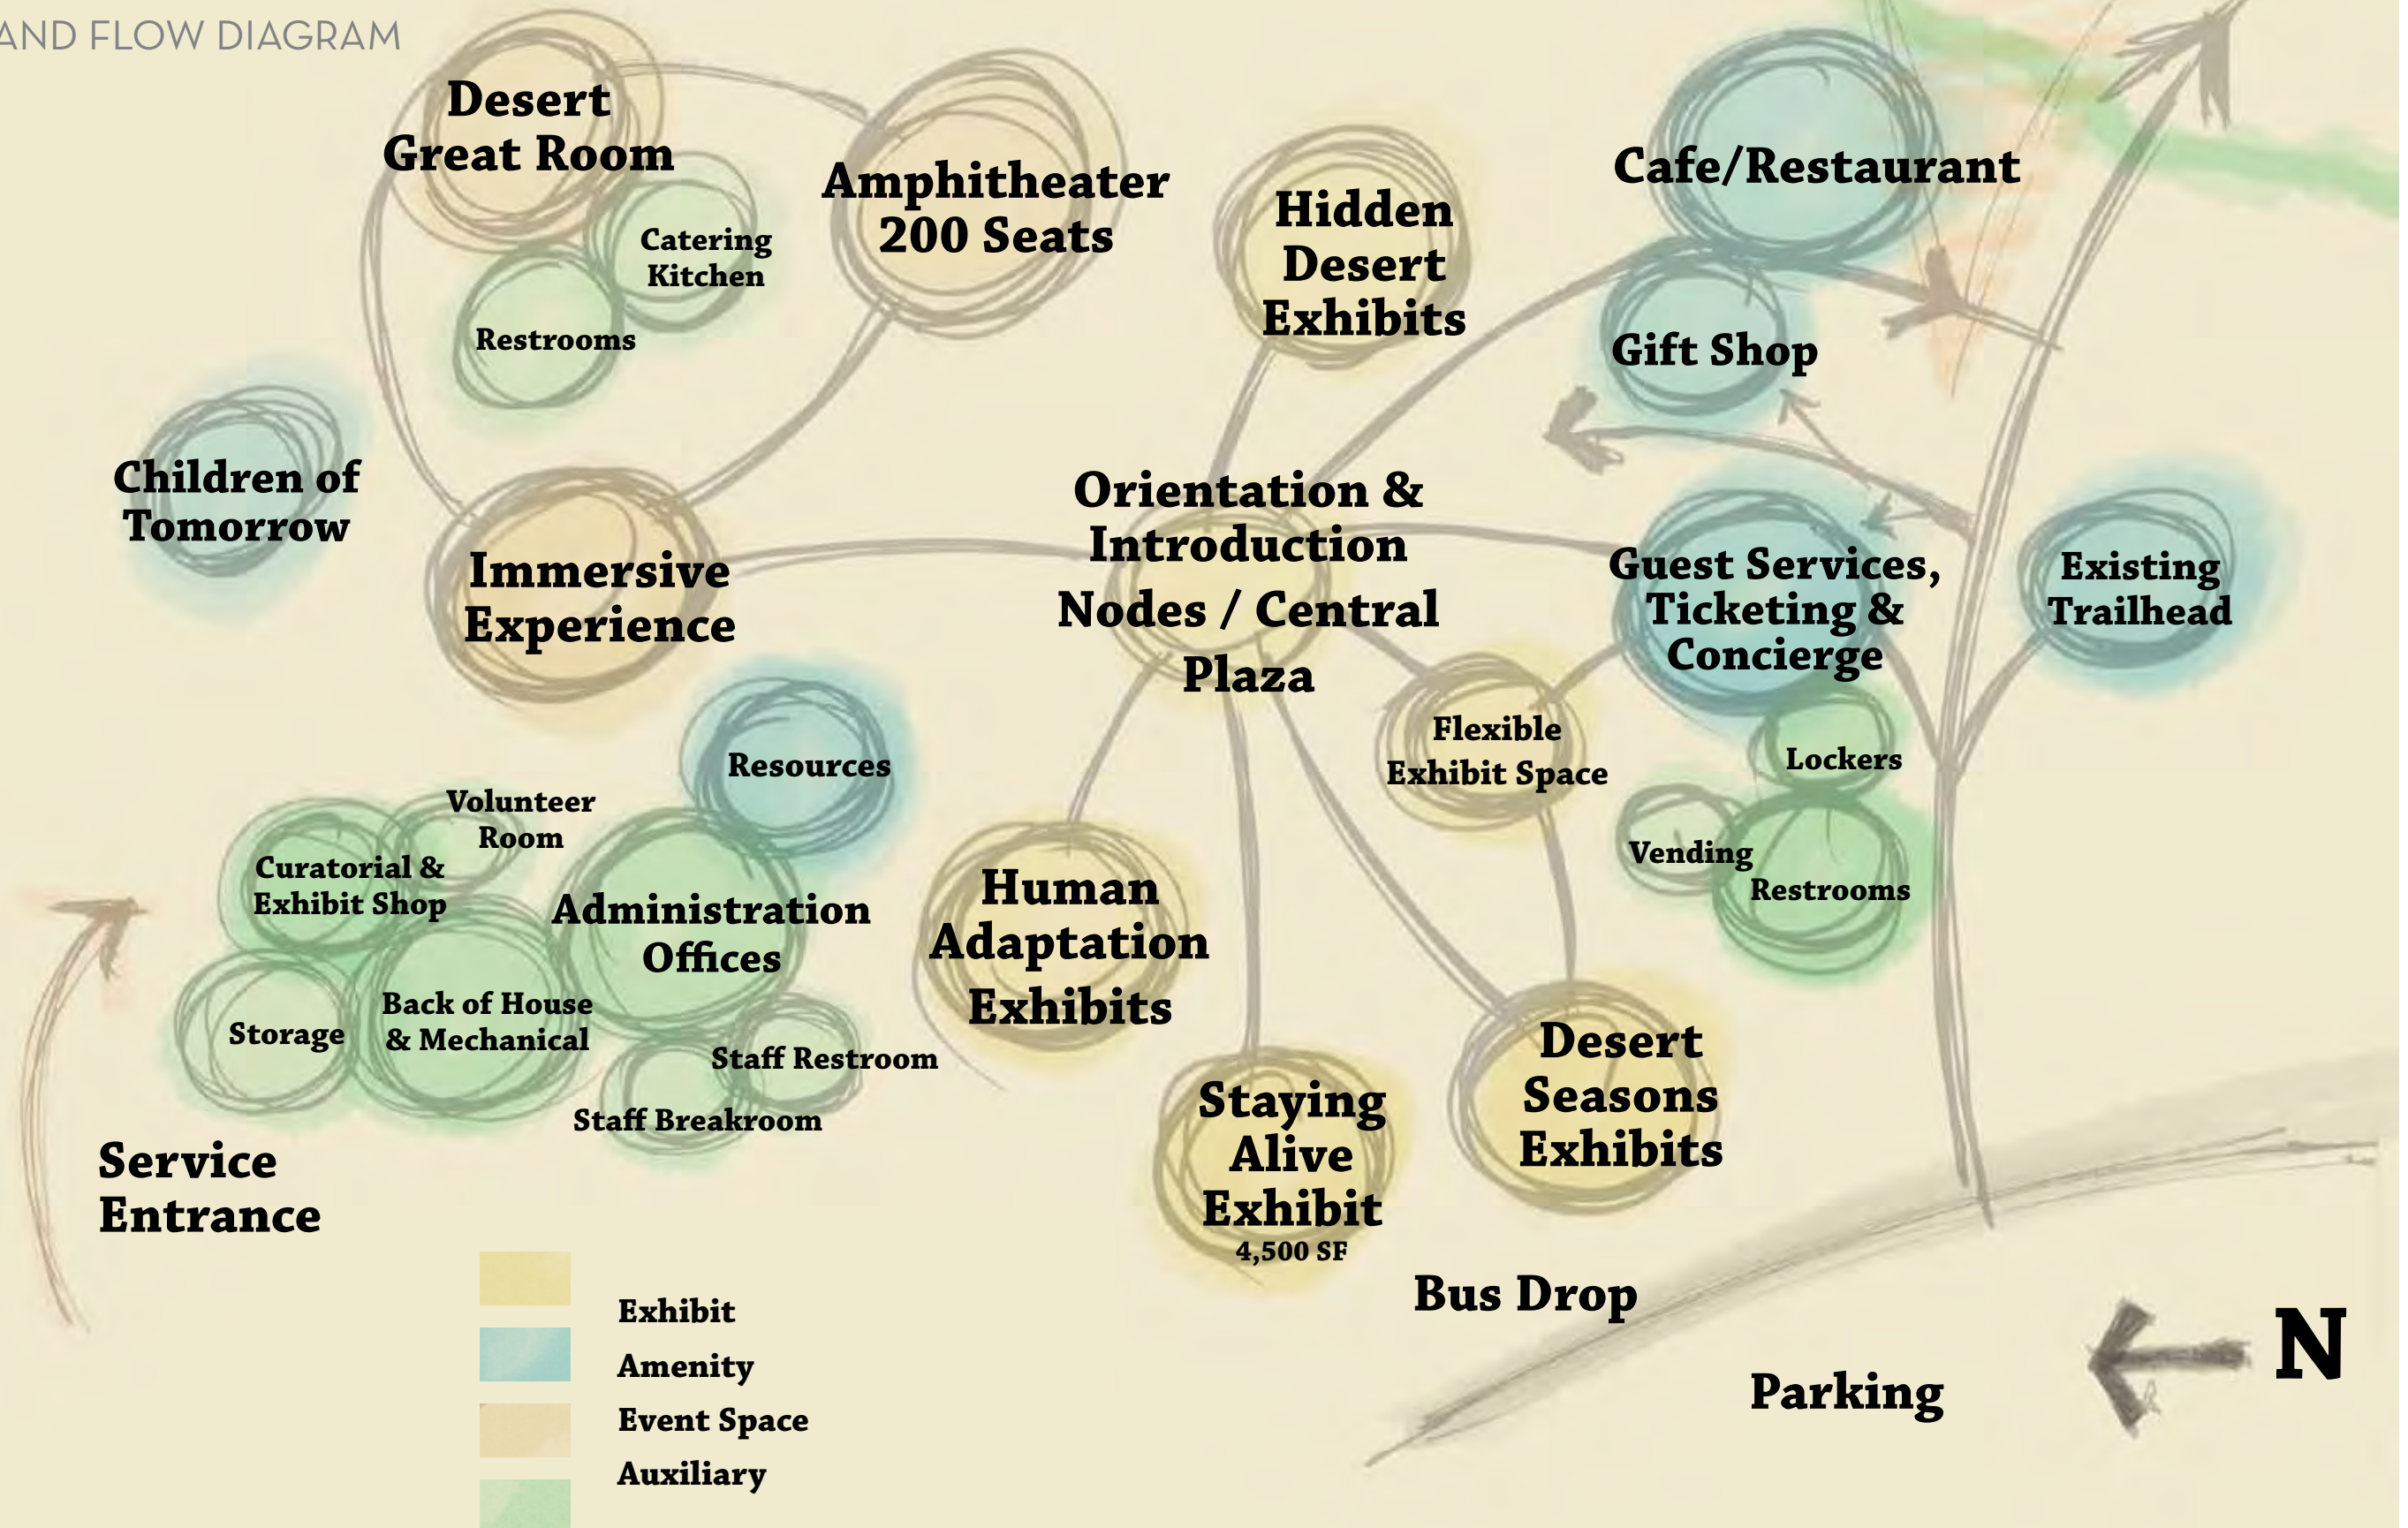 AND FLOW DIAGRAM
Desert
Great Room
Catering
Kitchen
Restrooms
Amphitheater
200 Seats
Hidden
Desert
Exhibits
Cafe/Restaurant
Gift Shop
Children of
Tomorrow
Immersive
Experience
Orientation &
Introduction
Nodes / Central
Plaza
Guest Services,
Ticketing &
Concierge
Existing
Trailhead
Flexible
Exhibit Space
Lockers
Vending
Restrooms
Resources
Volunteer
Room
Curatorial &
Exhibit Shop
Administration
Offices
Storage
Back of House
& Mechanical
Staff Restroom
Staff Breakroom
Human
Adaptation
Exhibits
Staying
Alive
Exhibit
4,500 SF
Desert
Seasons
Exhibits
Service
Entrance
Bus Drop
Parking
N
Exhibit
Amenity
Event Space
Auxiliary